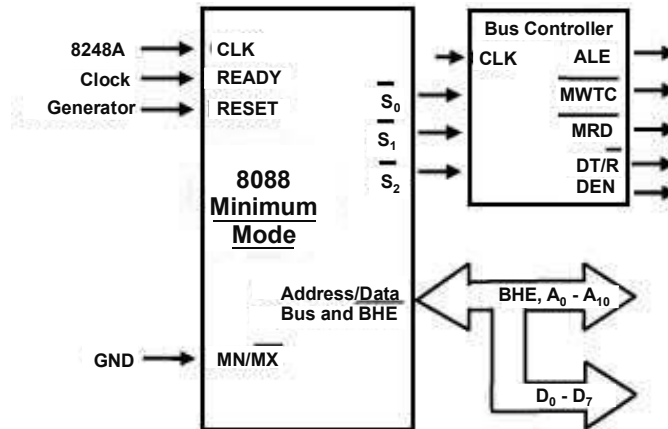 8248A
Clock
Generator
CLK
READY
RESET
S₀
S₁
S₂
8088
Minimum
Mode
Address/Data
Bus and BHE
GND
MN/MX
Bus Controller
CLK
ALE
MWTC
MRD
DT/R
DEN
BHE, A₀ - A₁₀
D₀ - D₇